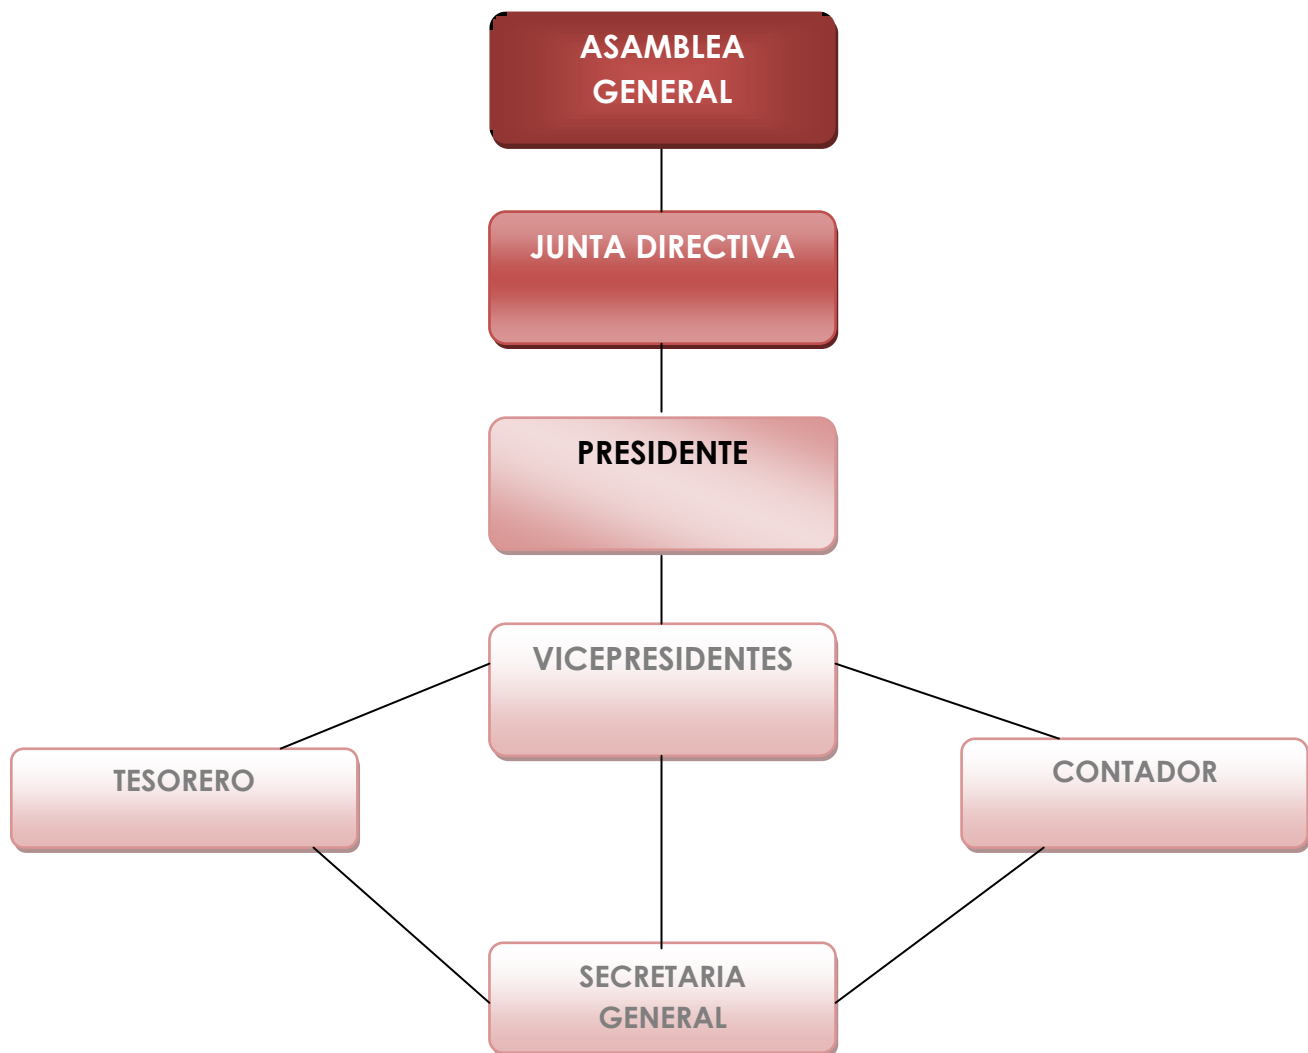 ASAMBLEA
GENERAL
JUNTA DIRECTIVA
PRESIDENTE
VICEPRESIDENTES
TESORERO
CONTADOR
SECRETARIA
GENERAL